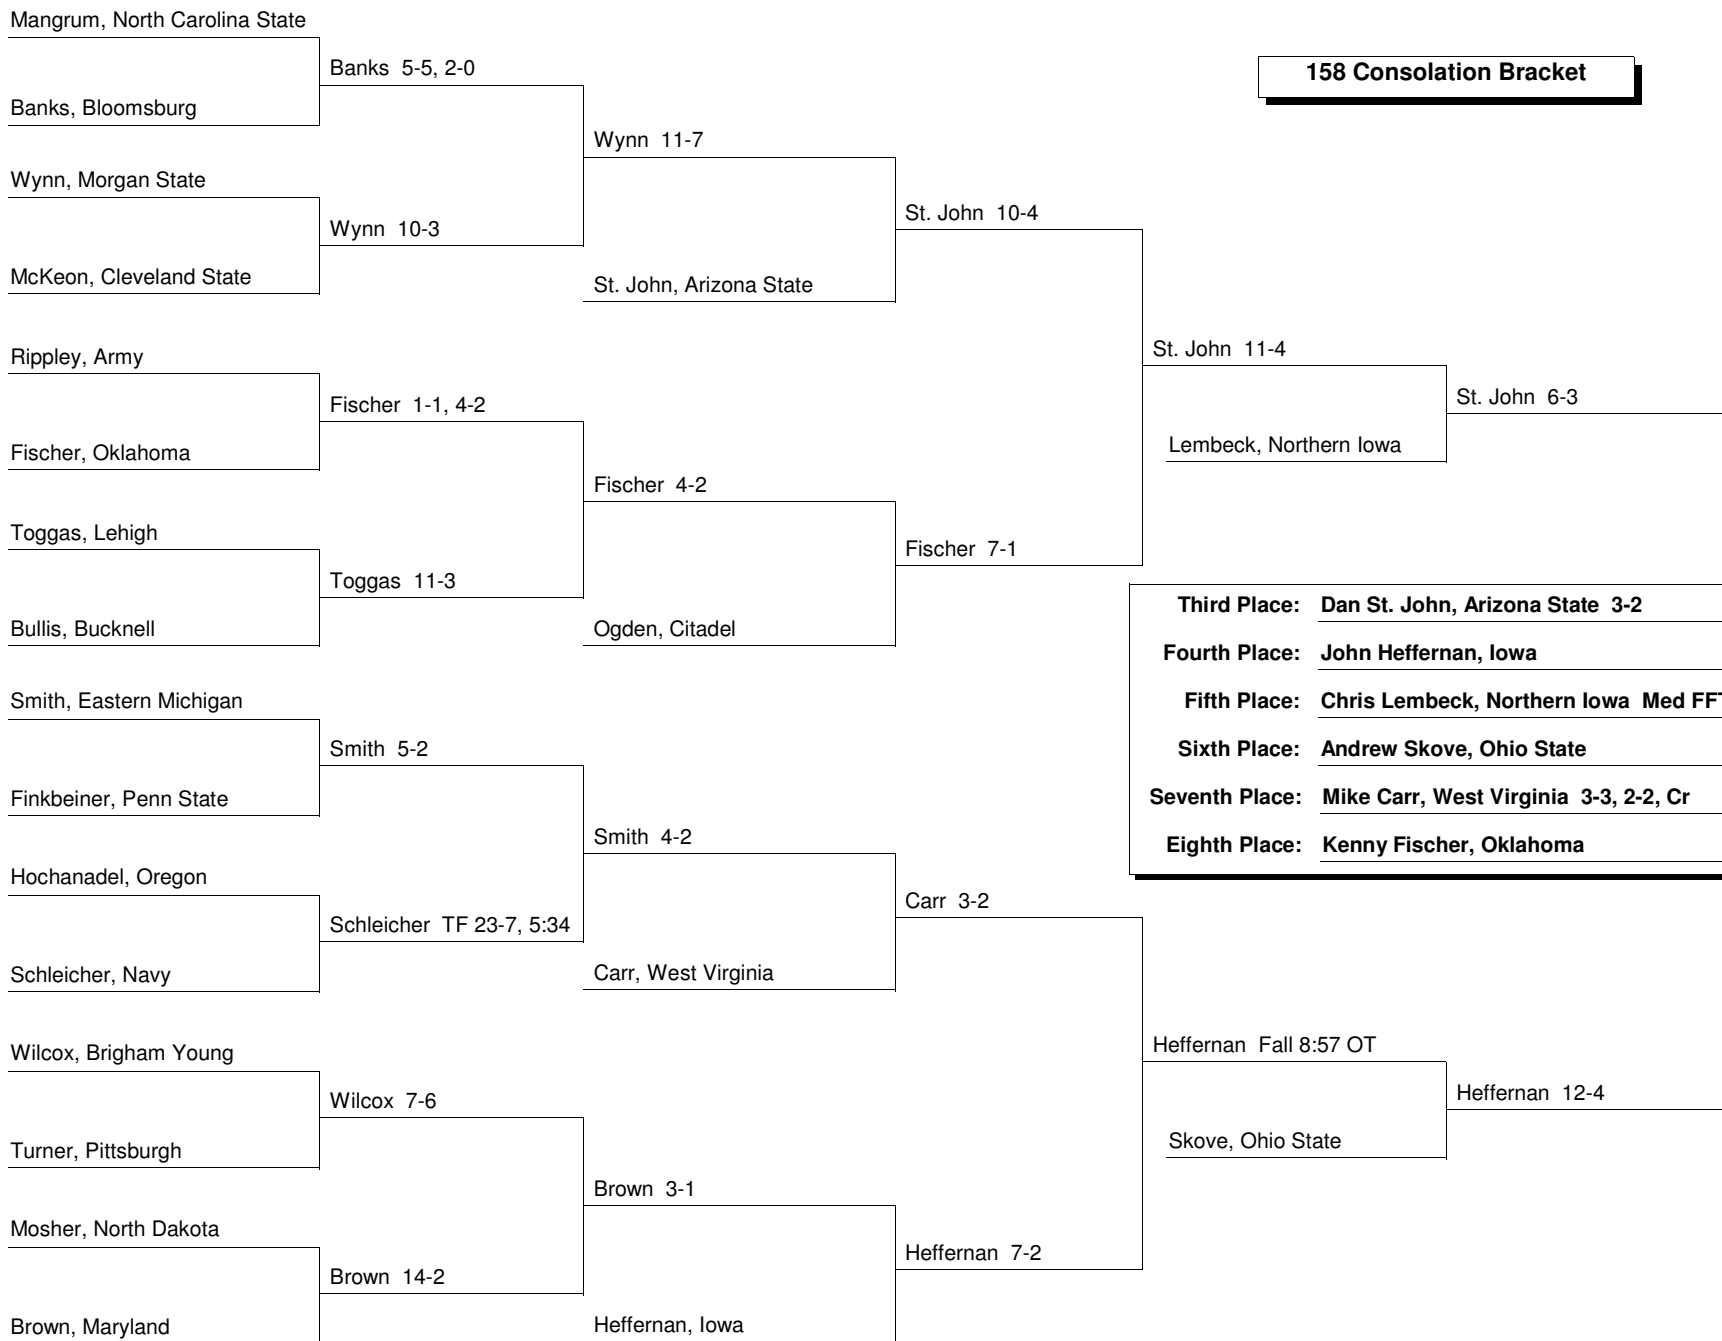 Mangrum, North Carolina State
Banks 5-5, 2-0
158 Consolation Bracket
Banks, Bloomsburg
Wynn 11-7
Wynn, Morgan State
St. John 10-4
Wynn 10-3
McKeon, Cleveland State
St. John, Arizona State
St. John 11-4
Rippley, Army
St. John 6-3
Fischer 1-1, 4-2
Lembeck, Northern Iowa
Fischer, Oklahoma
Fischer 4-2
Toggas, Lehigh
Fischer 7-1
Toggas 11-3
Bullis, Bucknell
Ogden, Citadel
Third Place: Dan St. John, Arizona State 3-2
Fourth Place: John Heffernan, Iowa
Fifth Place: Chris Lembeck, Northern Iowa Med FFT
Sixth Place: Andrew Skove, Ohio State
Seventh Place: Mike Carr, West Virginia 3-3, 2-2, Cr
Eighth Place: Kenny Fischer, Oklahoma
Smith, Eastern Michigan
Smith 5-2
Finkbeiner, Penn State
Smith 4-2
Hochanadel, Oregon
Carr 3-2
Schleicher TF 23-7, 5:34
Schleicher, Navy
Carr, West Virginia
Heffernan Fall 8:57 OT
Wilcox, Brigham Young
Heffernan 12-4
Wilcox 7-6
Skove, Ohio State
Turner, Pittsburgh
Brown 3-1
Mosher, North Dakota
Heffernan 7-2
Brown 14-2
Brown, Maryland
Heffernan, Iowa